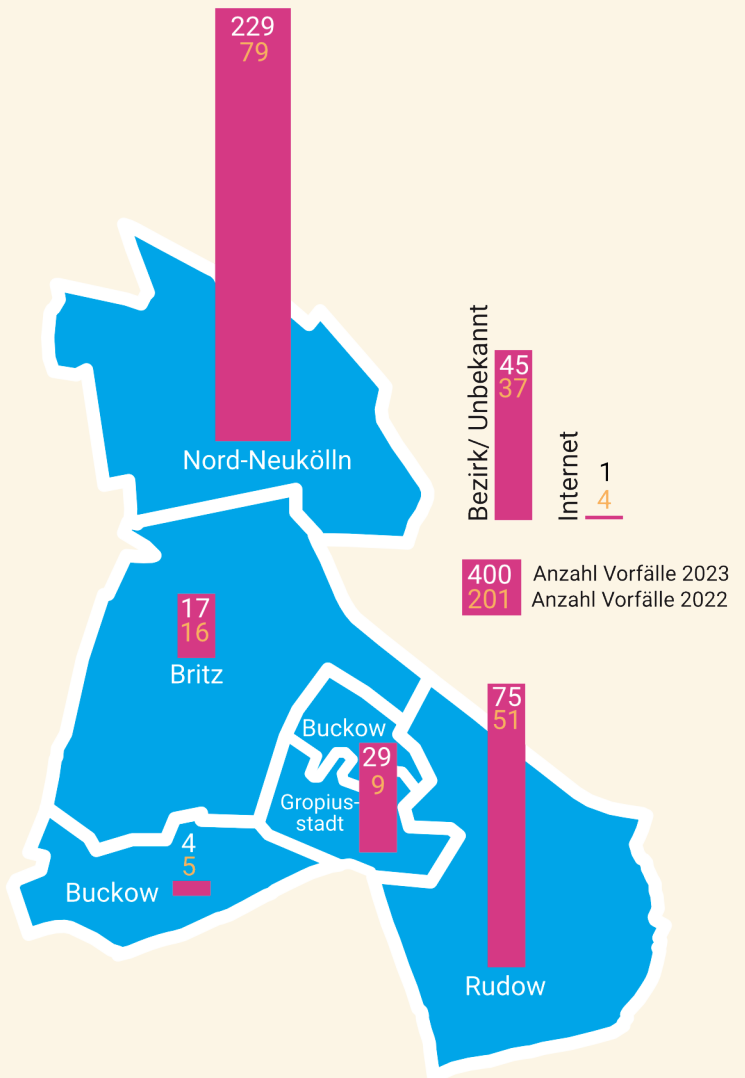 229
79
Nord-Neukölln
Bezirk/ Unbekannt
45
37
Internet
1
4
400 Anzahl Vorfälle 2023
201 Anzahl Vorfälle 2022
17
16
Britz
75
51
Rudow
Buckow
29
9
Gropius-
stadt
4
5
Buckow